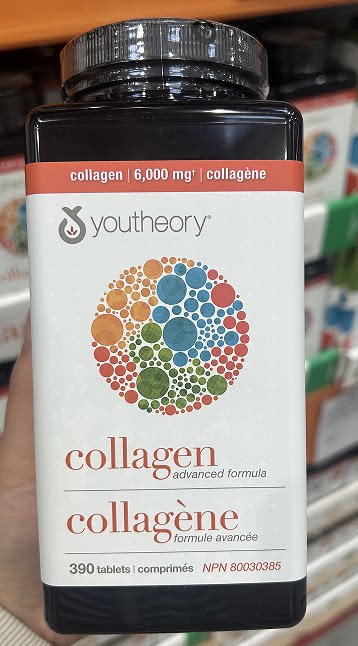 collagen | 6,000 mg† | collagène
youtheory®
collagen
advanced formula
collagène
formule avancée
390 tablets | comprimés NPN 80030385